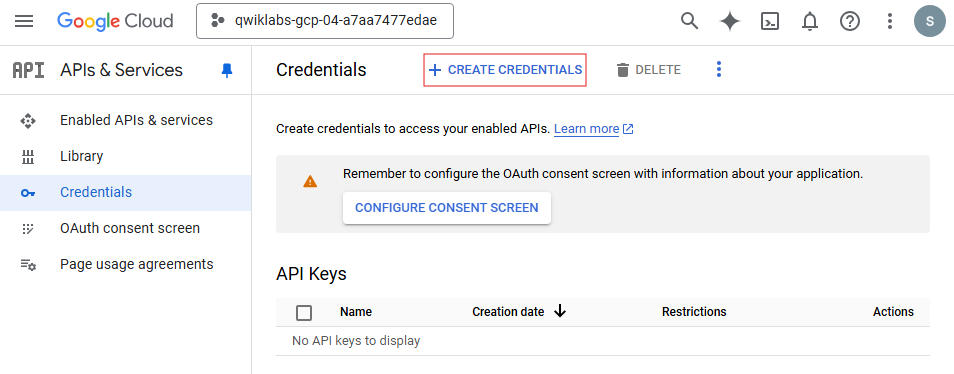 Google Cloud
qwiklabs-gcp-04-a7aa7477edae
S
API
APIs & Services
Credentials
+ CREATE CREDENTIALS
DELETE
Enabled APIs & services
Library
Credentials
OAuth consent screen
Page usage agreements
Create credentials to access your enabled APIs. Learn more
Remember to configure the OAuth consent screen with information about your application.
CONFIGURE CONSENT SCREEN
API Keys
Name Creation date Restrictions Actions
No API keys to display